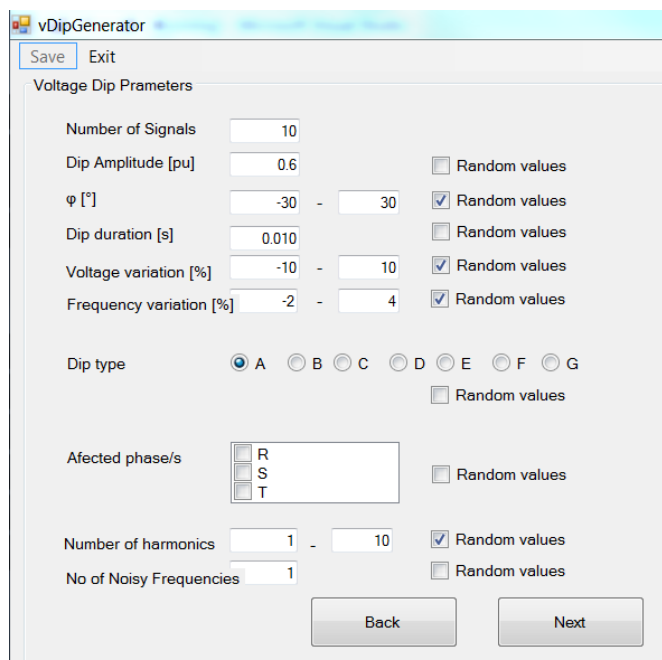 vDipGenerator
Save Exit
Voltage Dip Prameters
Number of Signals 10
Dip Amplitude [pu] 0.6 Random values
φ [°] -30 - 30 Random values
Dip duration [s] 0.010 Random values
Voltage variation [%] -10 - 10 Random values
Frequency variation [%] -2 - 4 Random values
Dip type A B C D E F G
Random values
Afected phase/s R
S Random values
T
Number of harmonics 1 - 10 Random values
No of Noisy Frequencies 1 Random values
Back Next